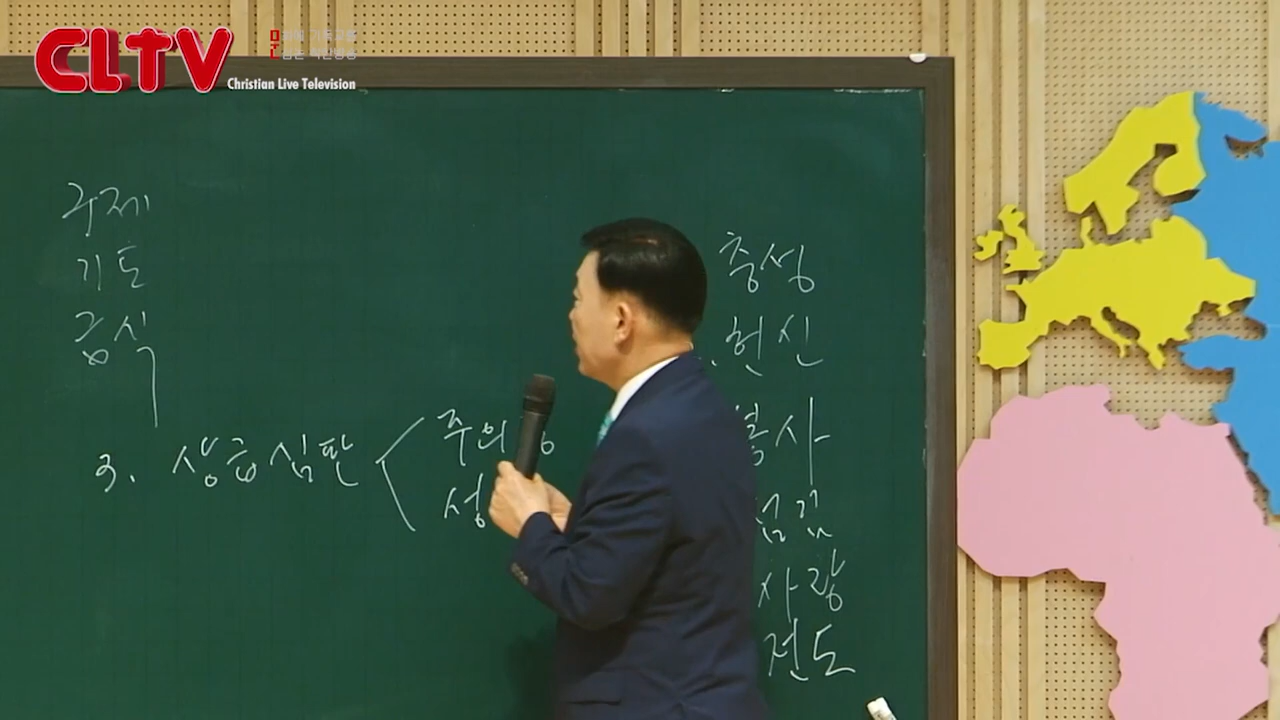 CLTV
Christian Live Television
구제
기도
금식
3. 상급심판
주의
성
충성
헌신
봉사
섬김
사랑
전도